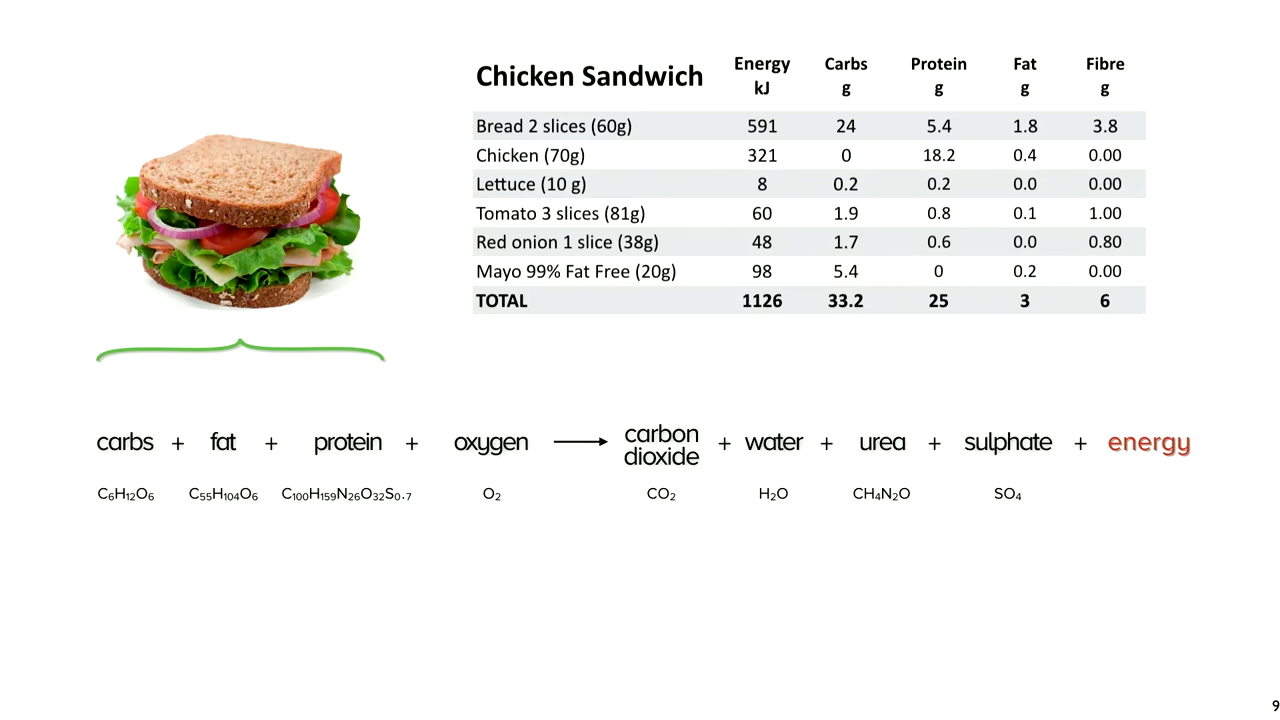 Chicken Sandwich Energy kJ Carbs g Protein g Fat g Fibre g
Bread 2 slices (60g) 591 24 5.4 1.8 3.8
Chicken (70g) 321 0 18.2 0.4 0.00
Lettuce (10 g) 8 0.2 0.2 0.0 0.00
Tomato 3 slices (81g) 60 1.9 0.8 0.1 1.00
Red onion 1 slice (38g) 48 1.7 0.6 0.0 0.80
Mayo 99% Fat Free (20g) 98 5.4 0 0.2 0.00
TOTAL 1126 33.2 25 3 6
carbs + fat + protein + oxygen → carbon dioxide + water + urea + sulphate + energy
C₆H₁₂O₆ C₅₅H₁₀₄O₆ C₁₀₀H₁₅₉N₂₆O₃₂S₀.₇ O₂ CO₂ H₂O CH₄N₂O SO₄
9